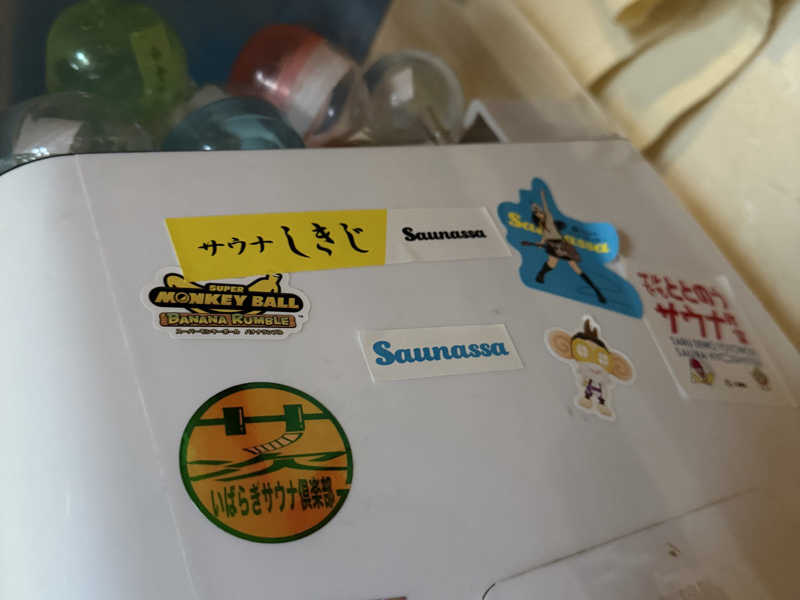 サウナ しきじ
Saunassa
Saunassa
SUPER
MONKEY BALL
BANANA RUMBLE
スーパーモンキーボール バナナランブル
Saunassa
ととのう
サウナ
いばらぎサウナ倶楽部